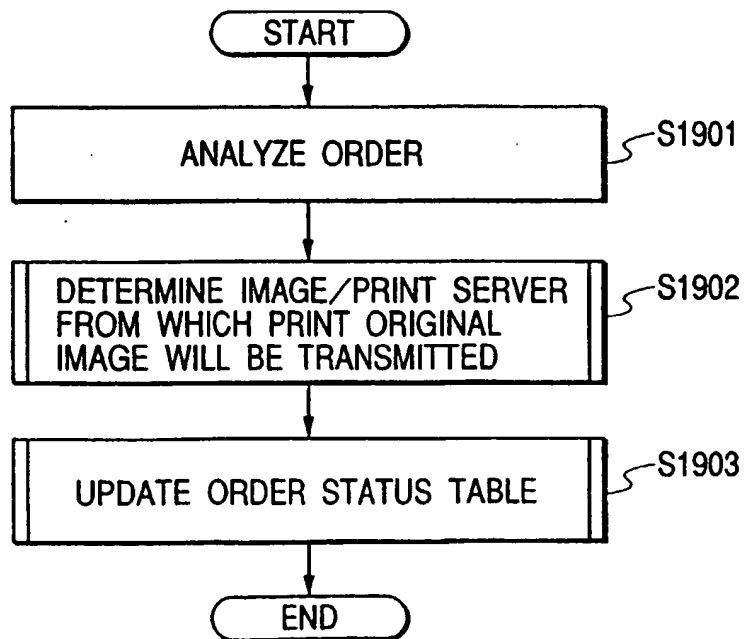 START
ANALYZE ORDER
S1901
DETERMINE IMAGE/PRINT SERVER
FROM WHICH PRINT ORIGINAL
IMAGE WILL BE TRANSMITTED
S1902
UPDATE ORDER STATUS TABLE
S1903
END